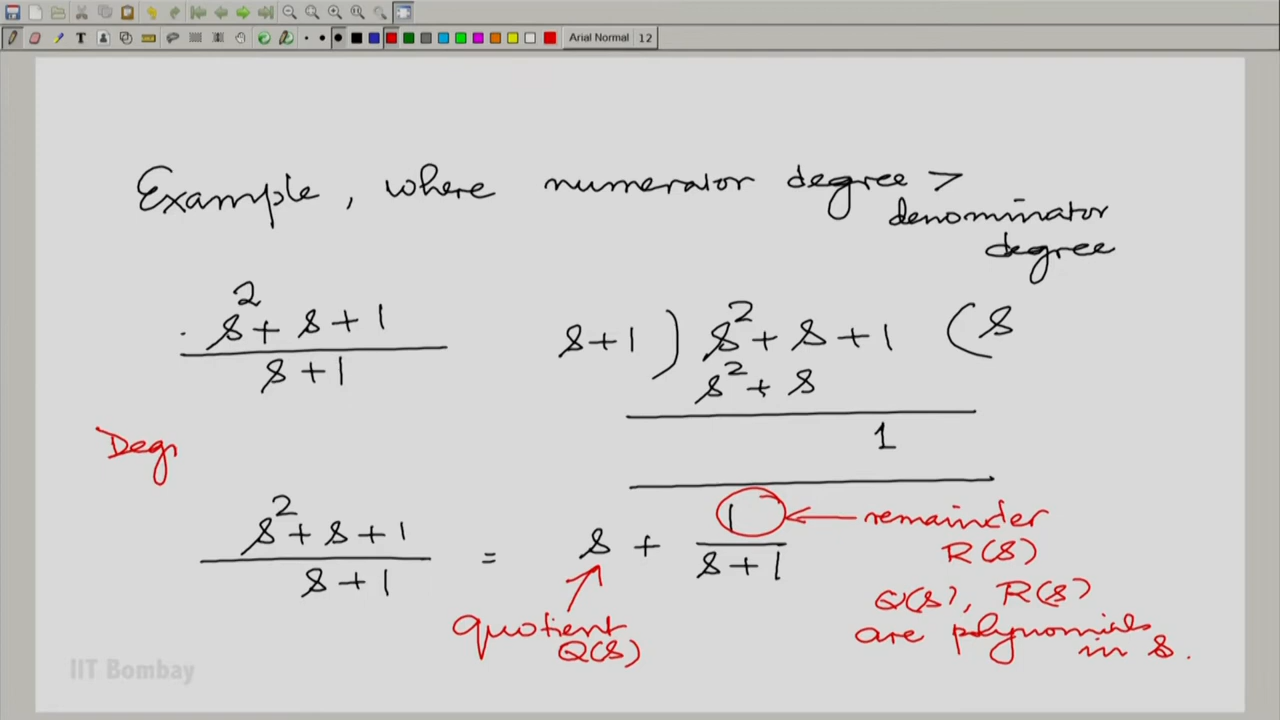 Arial Normal 12
Example, where numerator degree >
denominator
degree
s² + s + 1
s + 1
s + 1 ) s² + s + 1 ( s
s² + s
1
Degr
s² + s + 1
s + 1
= s + 1
s + 1
← remainder
R(s)
quotient
Q(s)
Q(s), R(s)
are polynomials
in s.
IIT Bombay